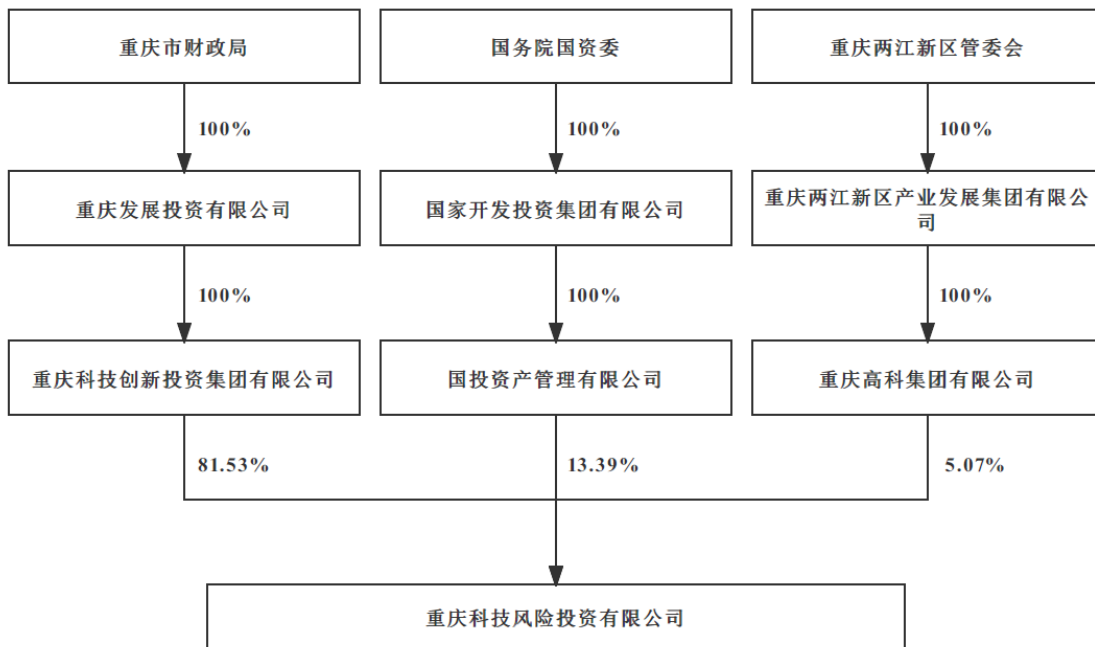 重庆市财政局
国务院国资委
重庆两江新区管委会
100%
100%
100%
重庆发展投资有限公司
国家开发投资集团有限公司
重庆两江新区产业发展集团有限公
司
100%
100%
100%
重庆科技创新投资集团有限公司
国投资产管理有限公司
重庆高科集团有限公司
81.53%
13.39%
5.07%
重庆科技风险投资有限公司